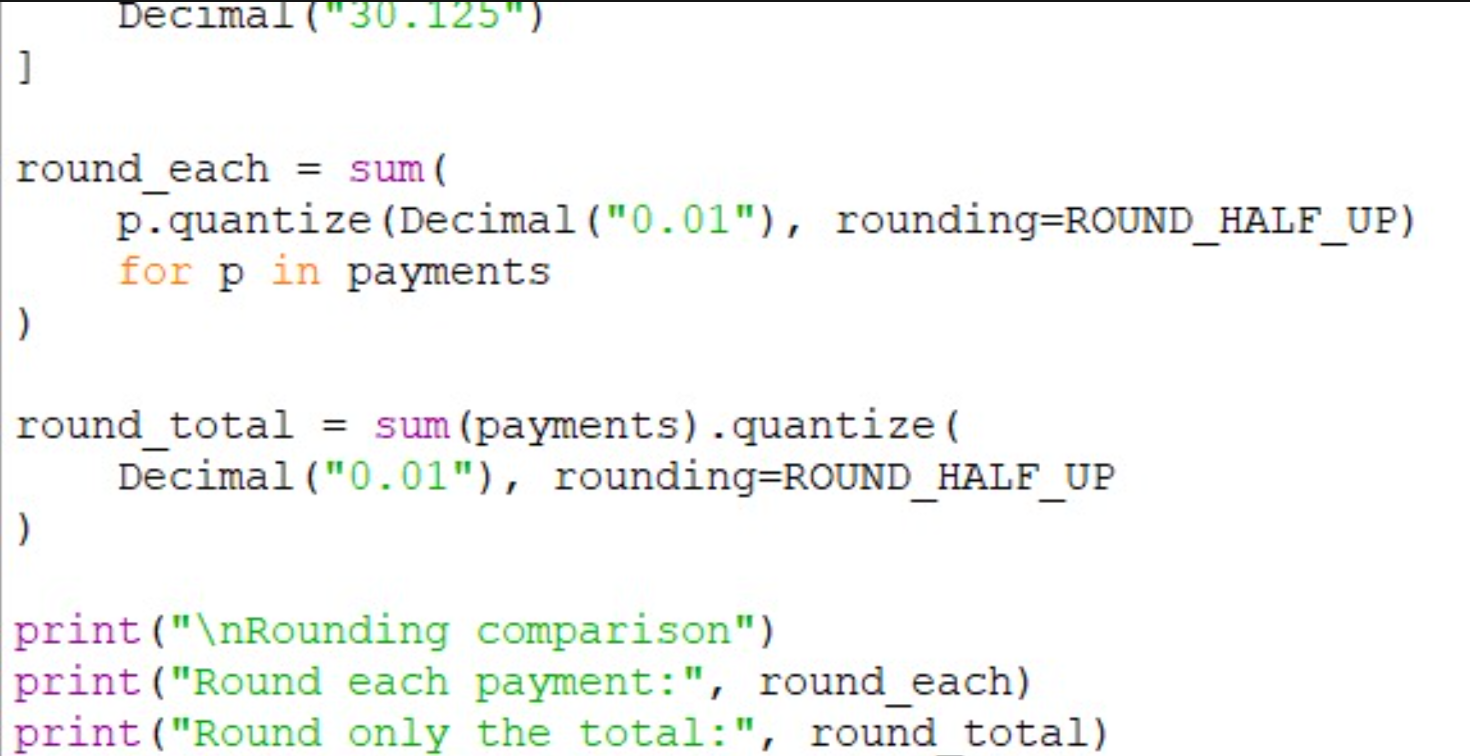 Decimal("30.125")
]

round_each = sum(
    p.quantize(Decimal("0.01"), rounding=ROUND_HALF_UP)
    for p in payments
)

round_total = sum(payments).quantize(
    Decimal("0.01"), rounding=ROUND_HALF_UP
)

print("\nRounding comparison")
print("Round each payment:", round_each)
print("Round only the total:", round_total)